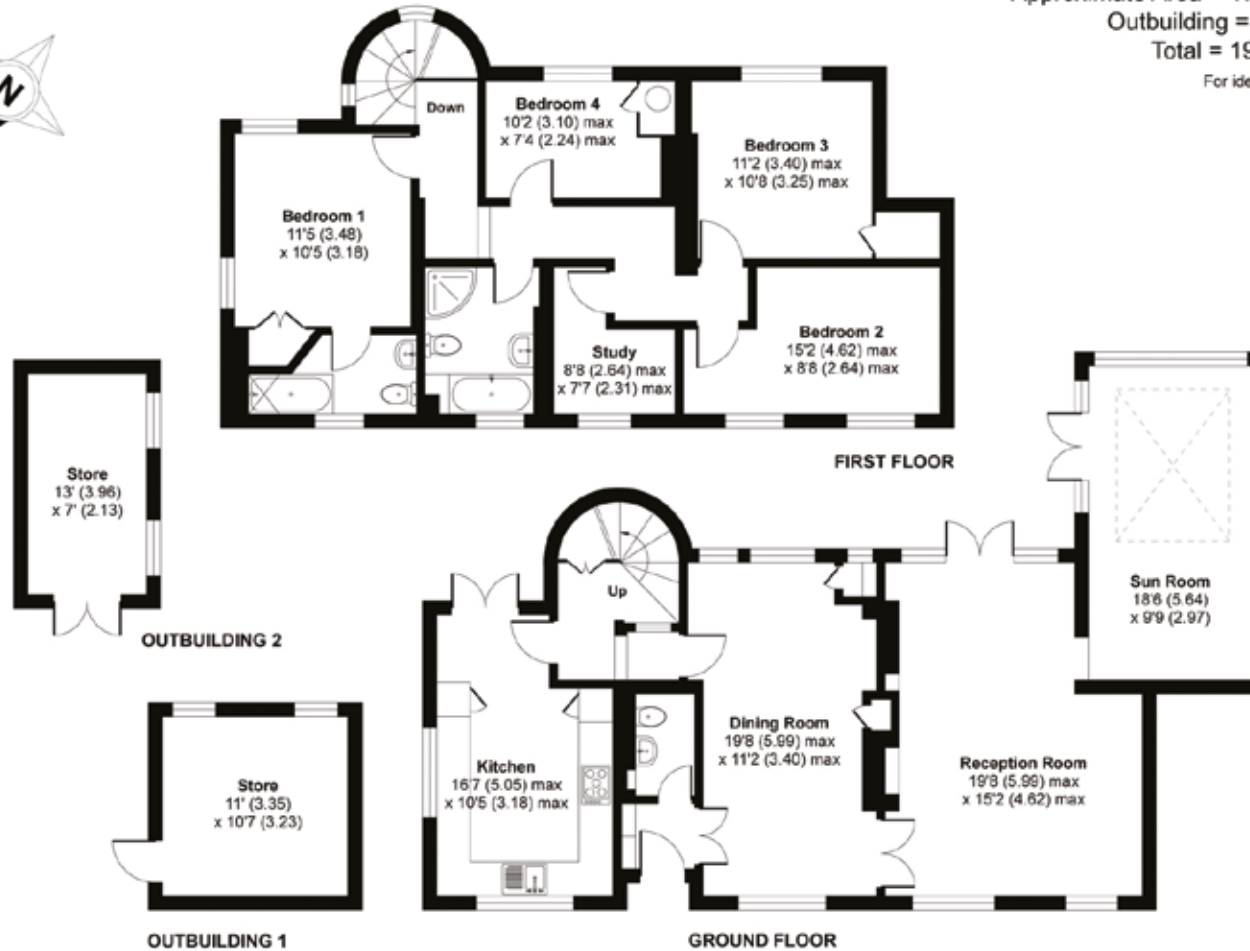 Approximate Area
Outbuilding =
Total = 19
For ide
N
Down
Bedroom 4
10'2 (3.10) max
x 7'4 (2.24) max
Bedroom 3
11'2 (3.40) max
x 10'8 (3.25) max
Bedroom 1
11'5 (3.48)
x 10'5 (3.18)
Bedroom 2
15'2 (4.62) max
x 8'8 (2.64) max
Study
8'8 (2.64) max
x 7'7 (2.31) max
FIRST FLOOR
Store
13' (3.96)
x 7' (2.13)
OUTBUILDING 2
Up
Sun Room
18'6 (5.64)
x 9'9 (2.97)
Dining Room
19'8 (5.99) max
x 11'2 (3.40) max
Kitchen
16'7 (5.05) max
x 10'5 (3.18) max
Reception Room
19'8 (5.99) max
x 15'2 (4.62) max
Store
11' (3.35)
x 10'7 (3.23)
OUTBUILDING 1
GROUND FLOOR